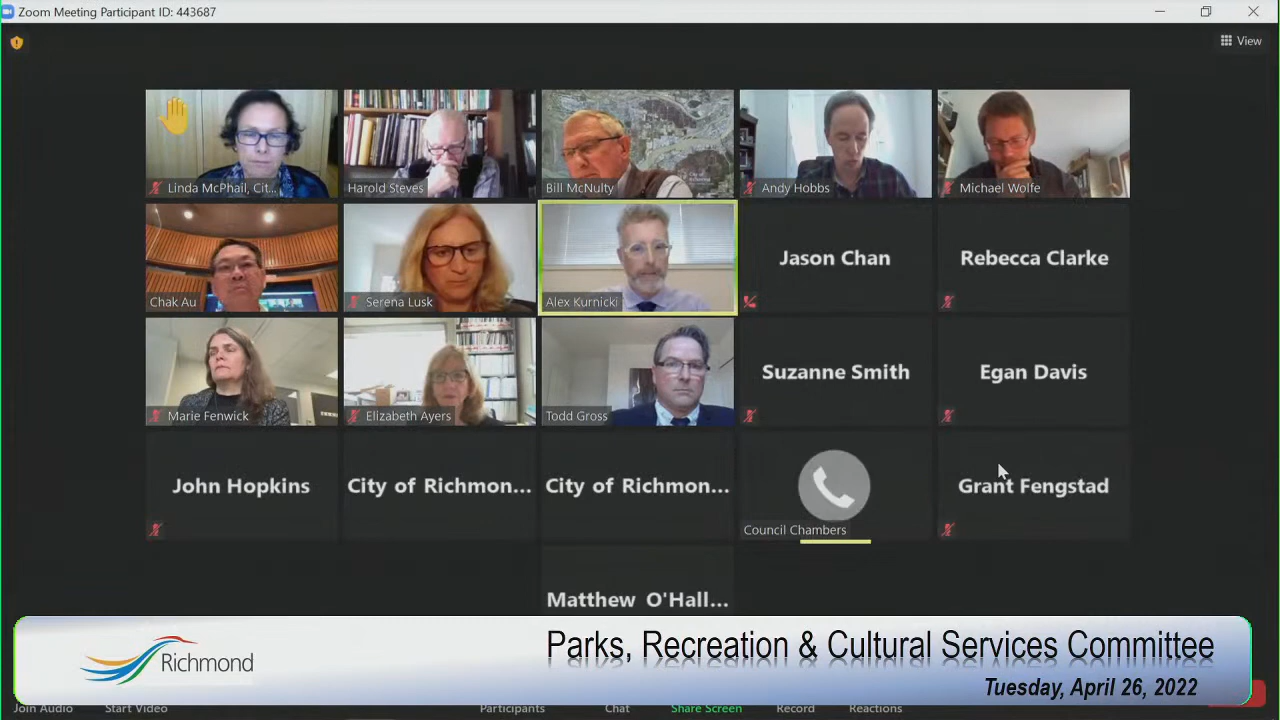 Zoom Meeting Participant ID: 443687
View
Linda McPhail, Cit...
Harold Steves
Bill McNulty
Andy Hobbs
Michael Wolfe
Chak Au
Serena Lusk
Alex Kurnicki
Jason Chan
Rebecca Clarke
Marie Fenwick
Elizabeth Ayers
Todd Gross
Suzanne Smith
Egan Davis
John Hopkins
City of Richmon...
City of Richmon...
Council Chambers
Grant Fengstad
Matthew O'Hall...
Richmond
Parks, Recreation & Cultural Services Committee
Tuesday, April 26, 2022
Join Audio
Start Video
Participants
Chat
Share Screen
Record
Reactions